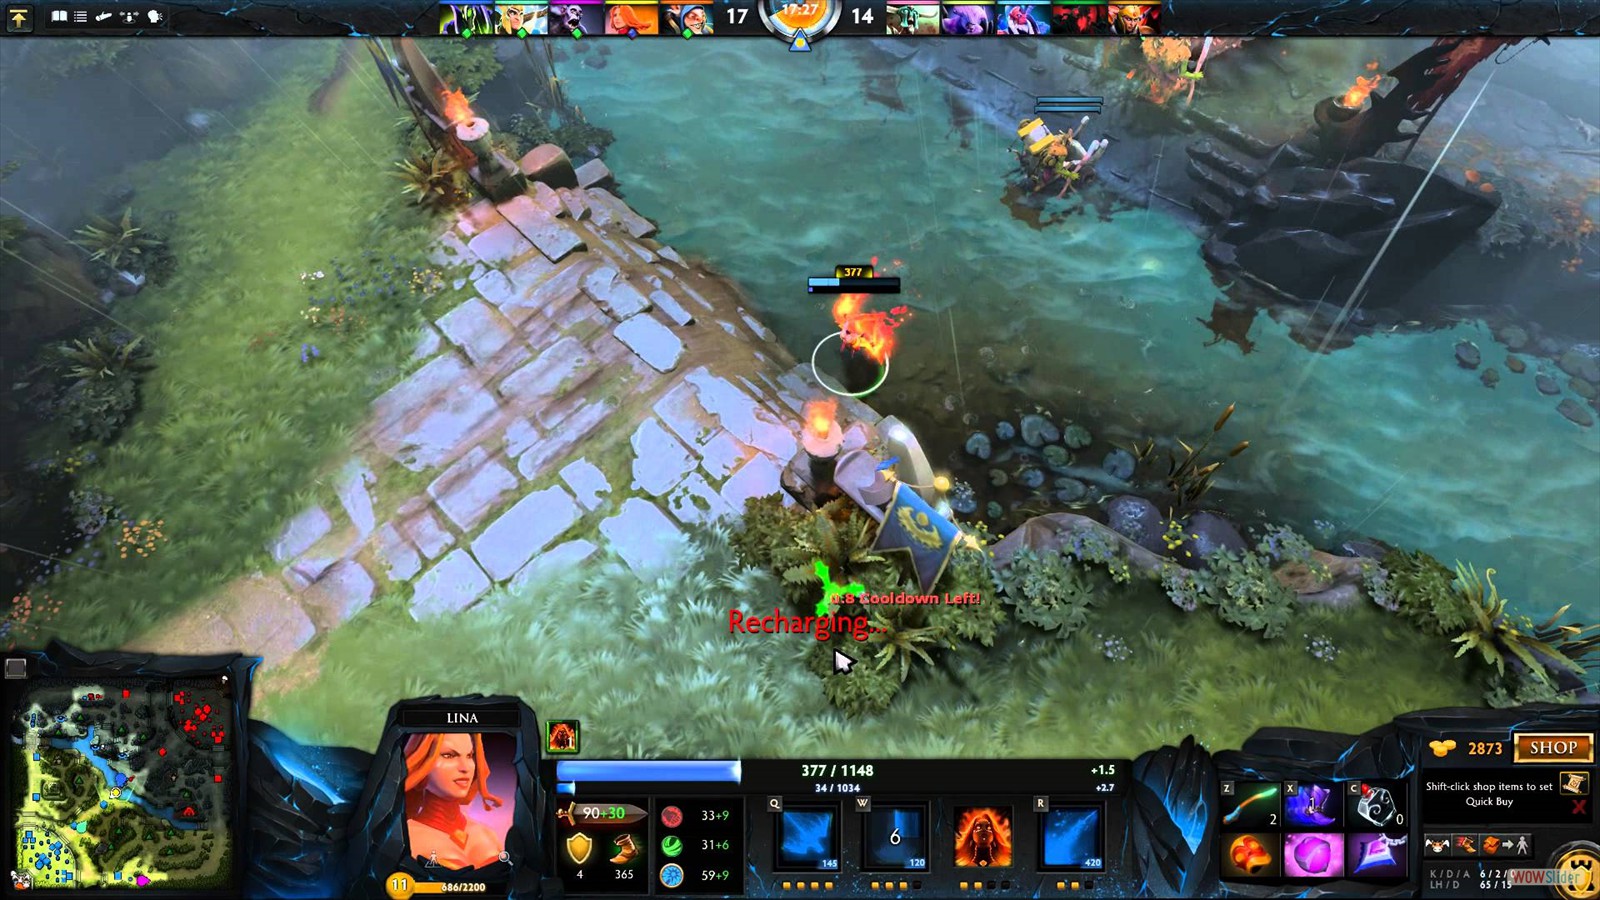 17
17:27
14
377
0.8 Cooldown Left!
Recharging...
LINA
11
686/2200
377 / 1148
+1.5
34 / 1034
+2.7
90+30
4
365
33+9
31+6
59+9
Q
145
W
6
120
R
420
Z
2
X
1
C
0
2873
SHOP
Shift-click shop items to set
Quick Buy
K / D / A
6 / 2 /
LH / D
65 / 15
WOWSlider